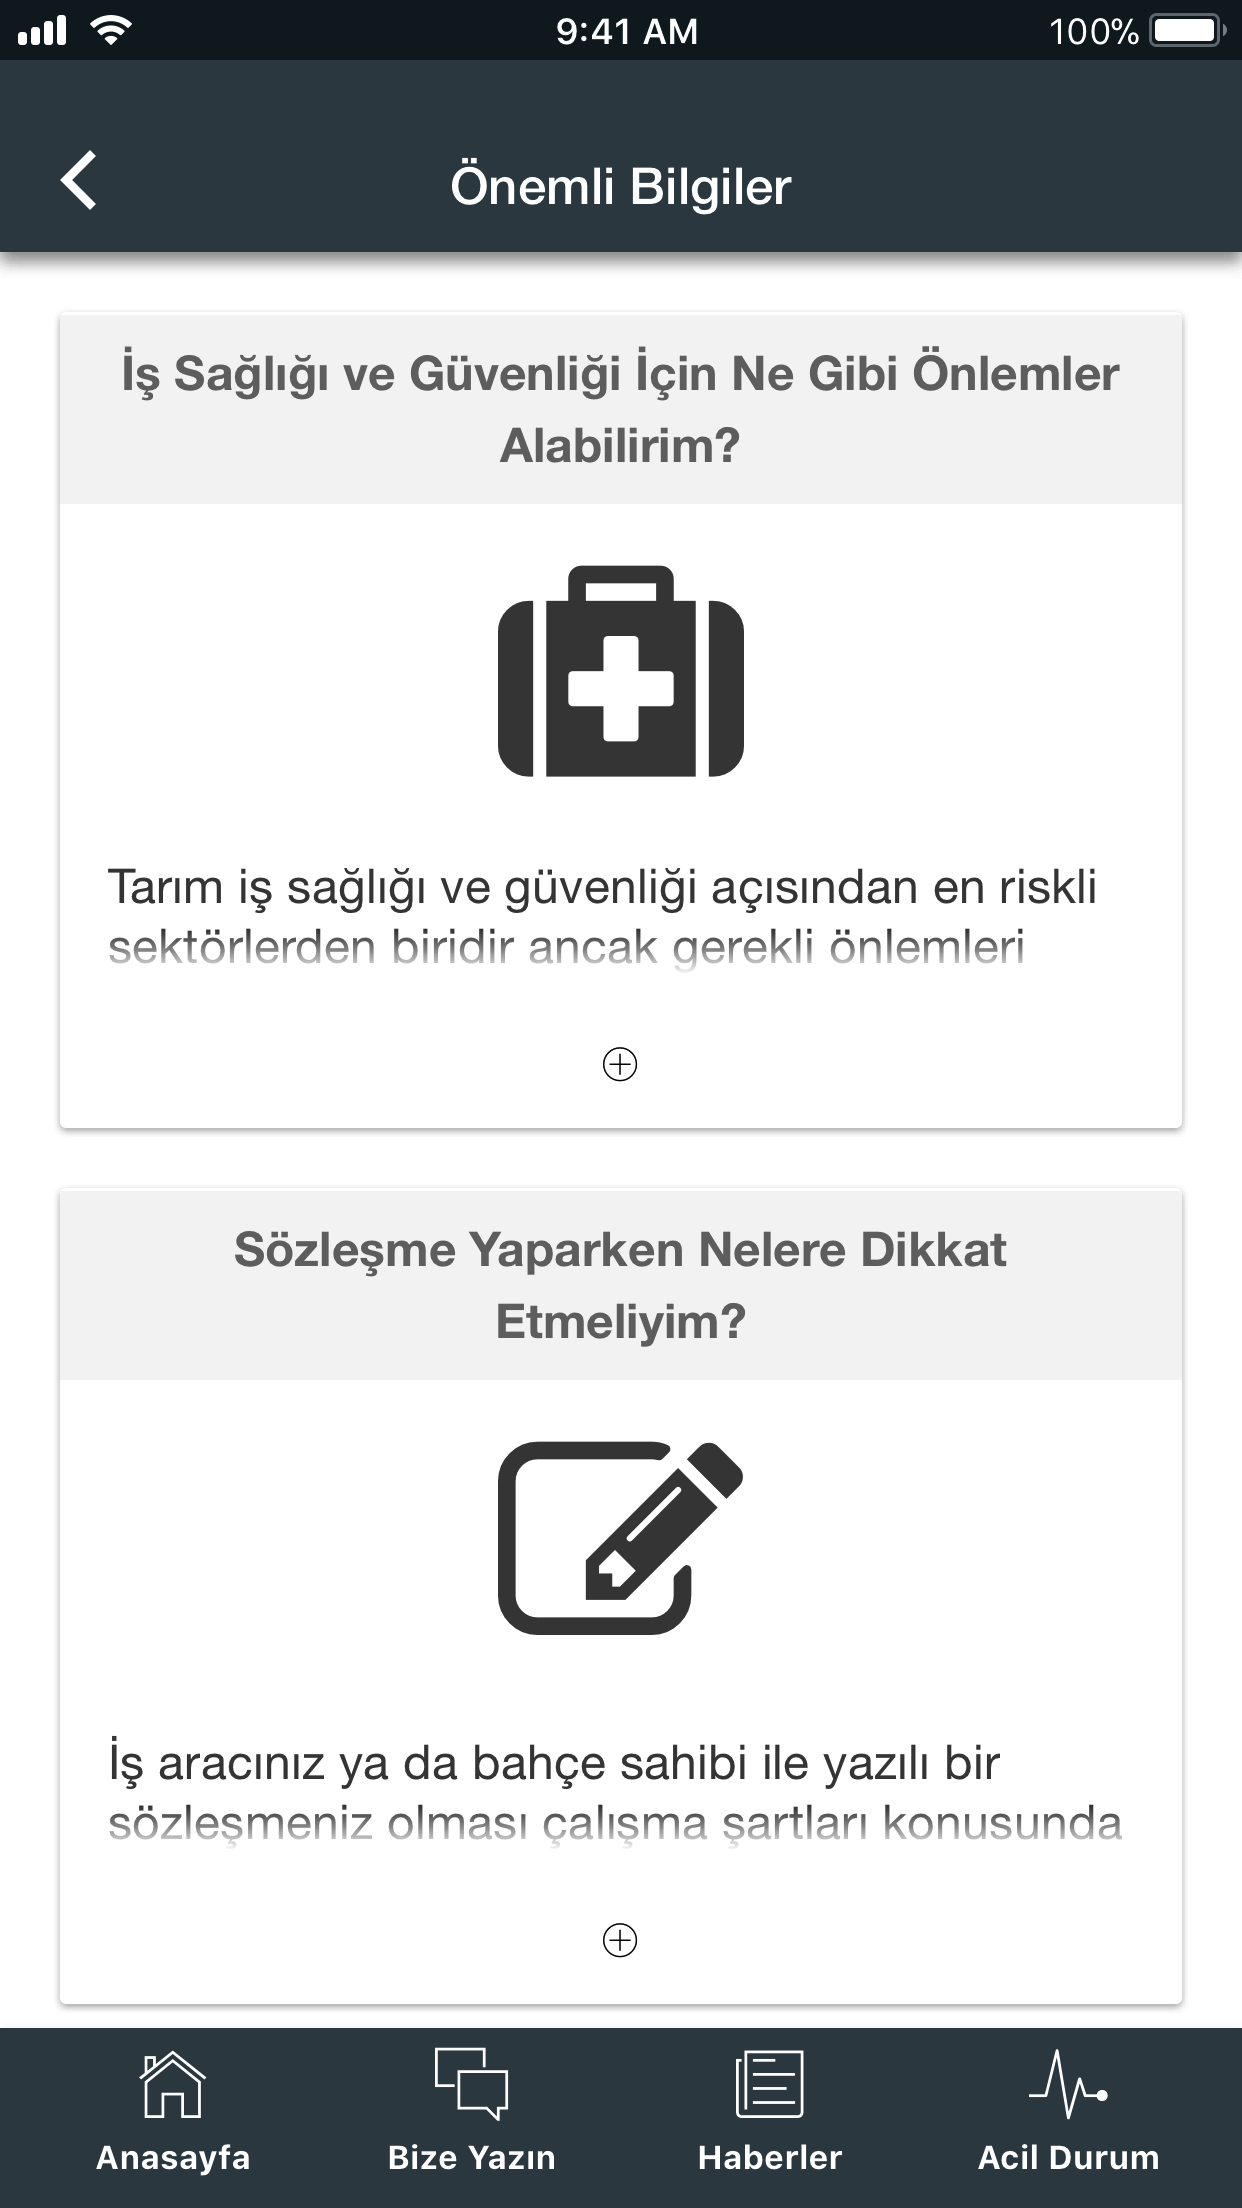 9:41 AM
100%
Önemli Bilgiler
İş Sağlığı ve Güvenliği İçin Ne Gibi Önlemler
Alabilirim?
Tarım iş sağlığı ve güvenliği açısından en riskli
sektörlerden biridir ancak gerekli önlemleri
Sözleşme Yaparken Nelere Dikkat
Etmeliyim?
İş aracınız ya da bahçe sahibi ile yazılı bir
sözleşmeniz olması çalışma şartları konusunda
Anasayfa
Bize Yazın
Haberler
Acil Durum